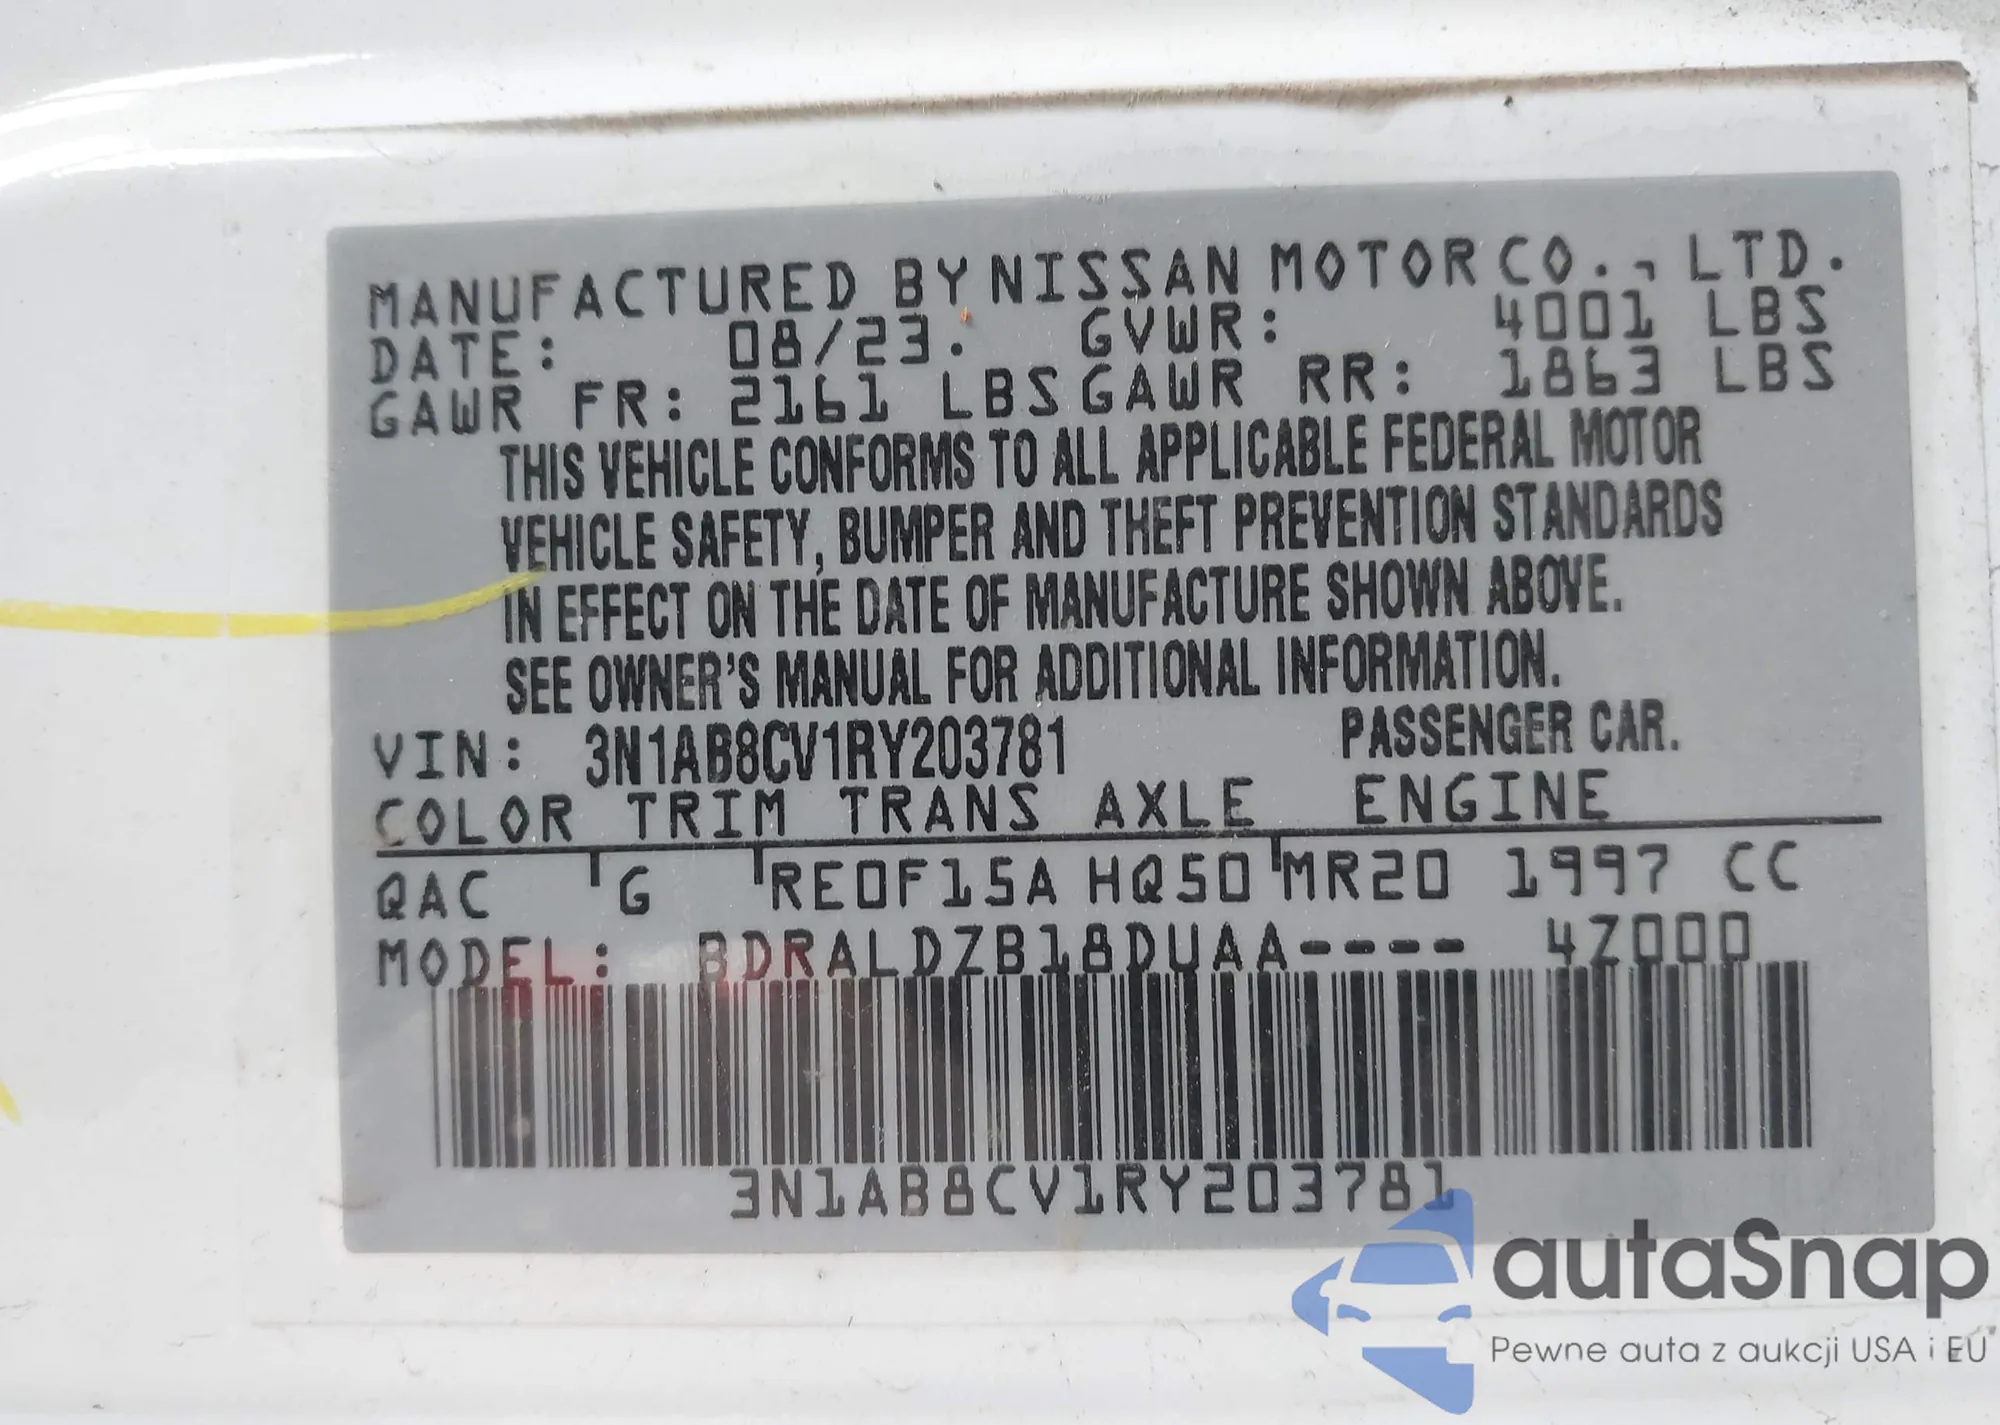 MANUFACTURED BY NISSAN MOTOR CO., LTD.
DATE: 08/23. GVWR: 4001 LBS
GAWR FR: 2161 LBS GAWR RR: 1863 LBS
THIS VEHICLE CONFORMS TO ALL APPLICABLE FEDERAL MOTOR
VEHICLE SAFETY, BUMPER AND THEFT PREVENTION STANDARDS
IN EFFECT ON THE DATE OF MANUFACTURE SHOWN ABOVE.
SEE OWNER'S MANUAL FOR ADDITIONAL INFORMATION.
VIN: 3N1AB8CV1RY203781 PASSENGER CAR.
COLOR TRIM TRANS AXLE ENGINE
QAC G RE0F15A HQ50 MR20 1997 CC
MODEL: BDRALDZB18DUAA---- 4Z000
3N1AB8CV1RY203781
autaSnap
Pewne auta z aukcji USA i EU